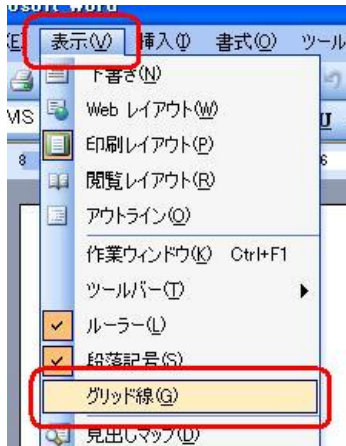 osoft Word
(E) 表示(V) 挿入(I) 書式(O) ツール
下書き(N)
MS
Web レイアウト(W)
U
印刷レイアウト(P)
8
6
閲覧レイアウト(R)
アウトライン(O)
作業ウィンドウ(K) Ctrl+F1
ツールバー(T)
ルーラー(L)
段落記号(S)
グリッド線(G)
見出しマップ(D)